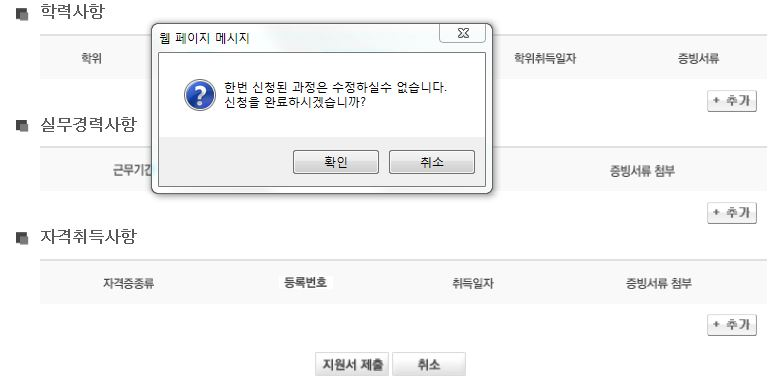 학력사항
웹 페이지 메시지
학위
학위취득일자
증빙서류
한번 신청된 과정은 수정하실수 없습니다.
신청을 완료하시겠습니까?
+ 추가
실무경력사항
확인
취소
근무기간
증빙서류 첨부
+ 추가
자격취득사항
자격증종류
등록번호
취득일자
증빙서류 첨부
+ 추가
지원서 제출
취소